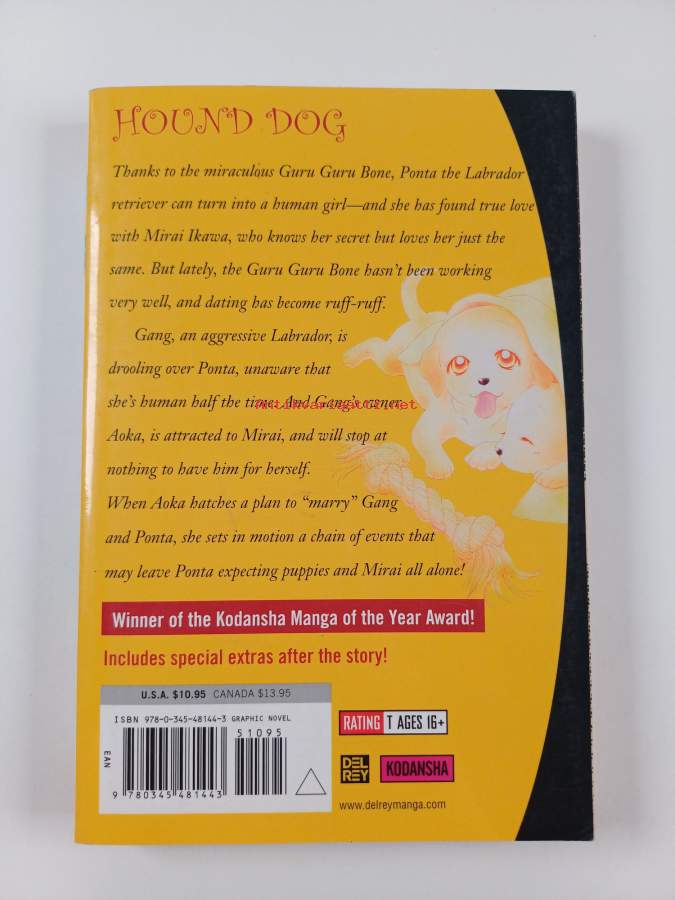 HOUND DOG
Thanks to the miraculous Guru Guru Bone, Ponta the Labrador
retriever can turn into a human girl—and she has found true love
with Mirai Ikawa, who knows her secret but loves her just the
same. But lately, the Guru Guru Bone hasn't been working
very well, and dating has become ruff-ruff.
Gang, an aggressive Labrador, is
drooling over Ponta, unaware that
she's human half the time. And Gang's owner,
Aoka, is attracted to Mirai, and will stop at
nothing to have him for herself.
When Aoka hatches a plan to "marry" Gang
and Ponta, she sets in motion a chain of events that
may leave Ponta expecting puppies and Mirai all alone!
Winner of the Kodansha Manga of the Year Award!
Includes special extras after the story!
U.S.A. $10.95 CANADA $13.95
ISBN 978-0-345-48144-3 GRAPHIC NOVEL
51095
EAN
9 780345 481443
RATING T AGES 16+
DEL
REY
KODANSHA
www.delreymanga.com